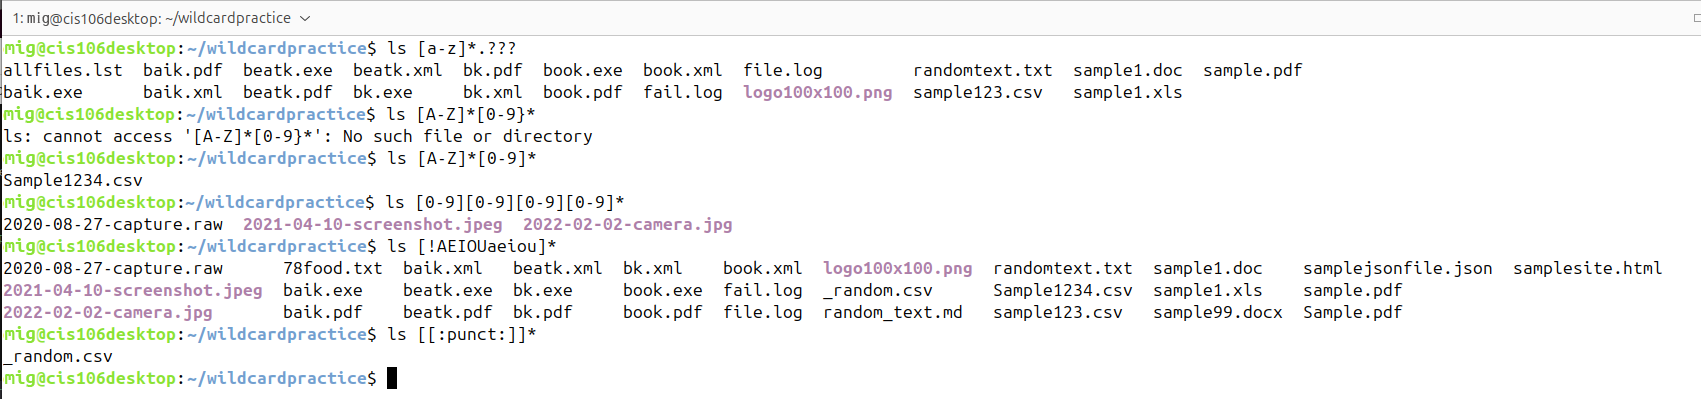 1: mig@cis106desktop: ~/wildcardpractice
mig@cis106desktop:~/wildcardpractice$ ls [a-z]*.???
allfiles.lst  baik.pdf  beatk.exe  beatk.xml  bk.pdf  book.exe  book.xml  file.log         randomtext.txt  sample1.doc  sample.pdf
baik.exe      baik.xml  beatk.pdf  bk.exe     bk.xml  book.pdf  fail.log  logo100x100.png  sample123.csv   sample1.xls
mig@cis106desktop:~/wildcardpractice$ ls [A-Z]*[0-9}*
ls: cannot access '[A-Z]*[0-9}*': No such file or directory
mig@cis106desktop:~/wildcardpractice$ ls [A-Z]*[0-9]*
Sample1234.csv
mig@cis106desktop:~/wildcardpractice$ ls [0-9][0-9][0-9][0-9]*
2020-08-27-capture.raw  2021-04-10-screenshot.jpeg  2022-02-02-camera.jpg
mig@cis106desktop:~/wildcardpractice$ ls [!AEIOUaeiou]*
2020-08-27-capture.raw      78food.txt  baik.xml   beatk.xml  bk.xml    book.xml  logo100x100.png  randomtext.txt  sample1.doc    samplejsonfile.json  samplesite.html
2021-04-10-screenshot.jpeg  baik.exe    beatk.exe  bk.exe     book.exe  fail.log  _random.csv      Sample1234.csv  sample1.xls    sample.pdf
2022-02-02-camera.jpg       baik.pdf    beatk.pdf  bk.pdf     book.pdf  file.log  random_text.md   sample123.csv   sample99.docx  Sample.pdf
mig@cis106desktop:~/wildcardpractice$ ls [[:punct:]]*
_random.csv
mig@cis106desktop:~/wildcardpractice$